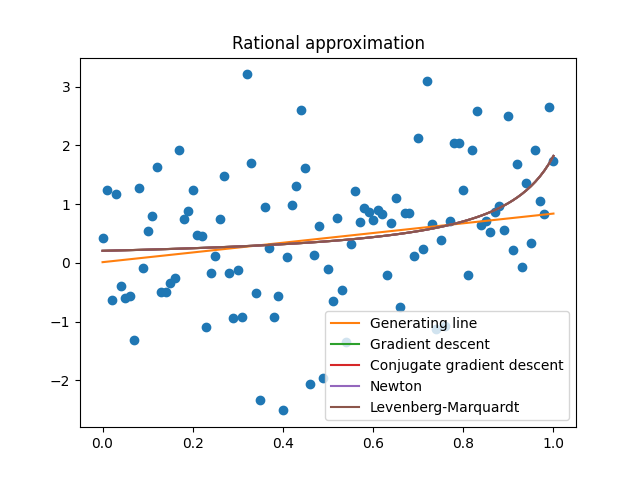 Rational approximation
3
2
1
0
−1
−2
Generating line
Gradient descent
Conjugate gradient descent
Newton
Levenberg-Marquardt
0.0 0.2 0.4 0.6 0.8 1.0